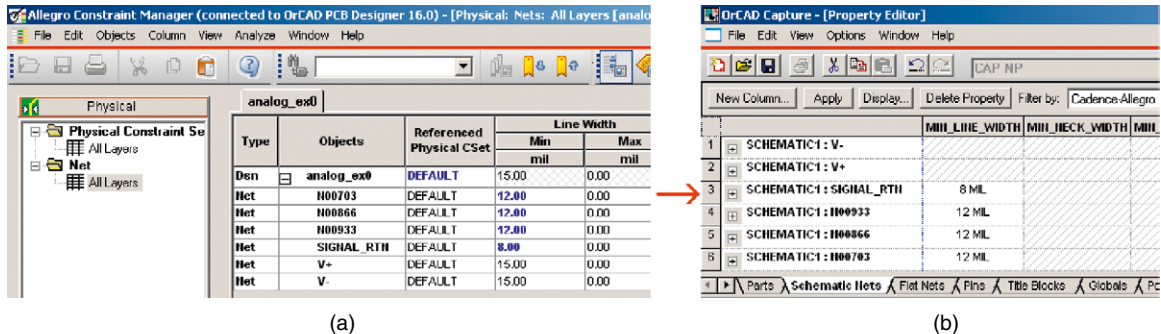 Allegro Constraint Manager (connected to OrCAD PCB Designer 16.0) - [Physical: Nets: All Layers [analo
File Edit Objects Column View Analyze Window Help
Physical
Physical Constraint Se
All Layers
Net
All Layers
analog_ex0
Type Objects Referenced Physical CSet Line Width
Min Max
mil mil
Dsn analog_ex0 DEFAULT 15.00 0.00
Net N00703 DEFAULT 12.00 0.00
Net N00866 DEFAULT 12.00 0.00
Net N00933 DEFAULT 12.00 0.00
Net SIGNAL_RTN DEFAULT 8.00 0.00
Net V+ DEFAULT 15.00 0.00
Net V- DEFAULT 15.00 0.00
(a)
OrCAD Capture - [Property Editor]
File Edit View Options Window Help
CAP NP
New Column... Apply Display... Delete Property Filter by: Cadence-Allegro
MIN_LINE_WIDTH MIN_NECK_WIDTH MIN_
1 SCHEMATIC1 : V-
2 SCHEMATIC1 : V+
3 SCHEMATIC1 : SIGNAL_RTN 8 MIL
4 SCHEMATIC1 : N00933 12 MIL
5 SCHEMATIC1 : N00866 12 MIL
6 SCHEMATIC1 : N00703 12 MIL
Parts Schematic Nets Flat Nets Pins Title Blocks Globals Po
(b)